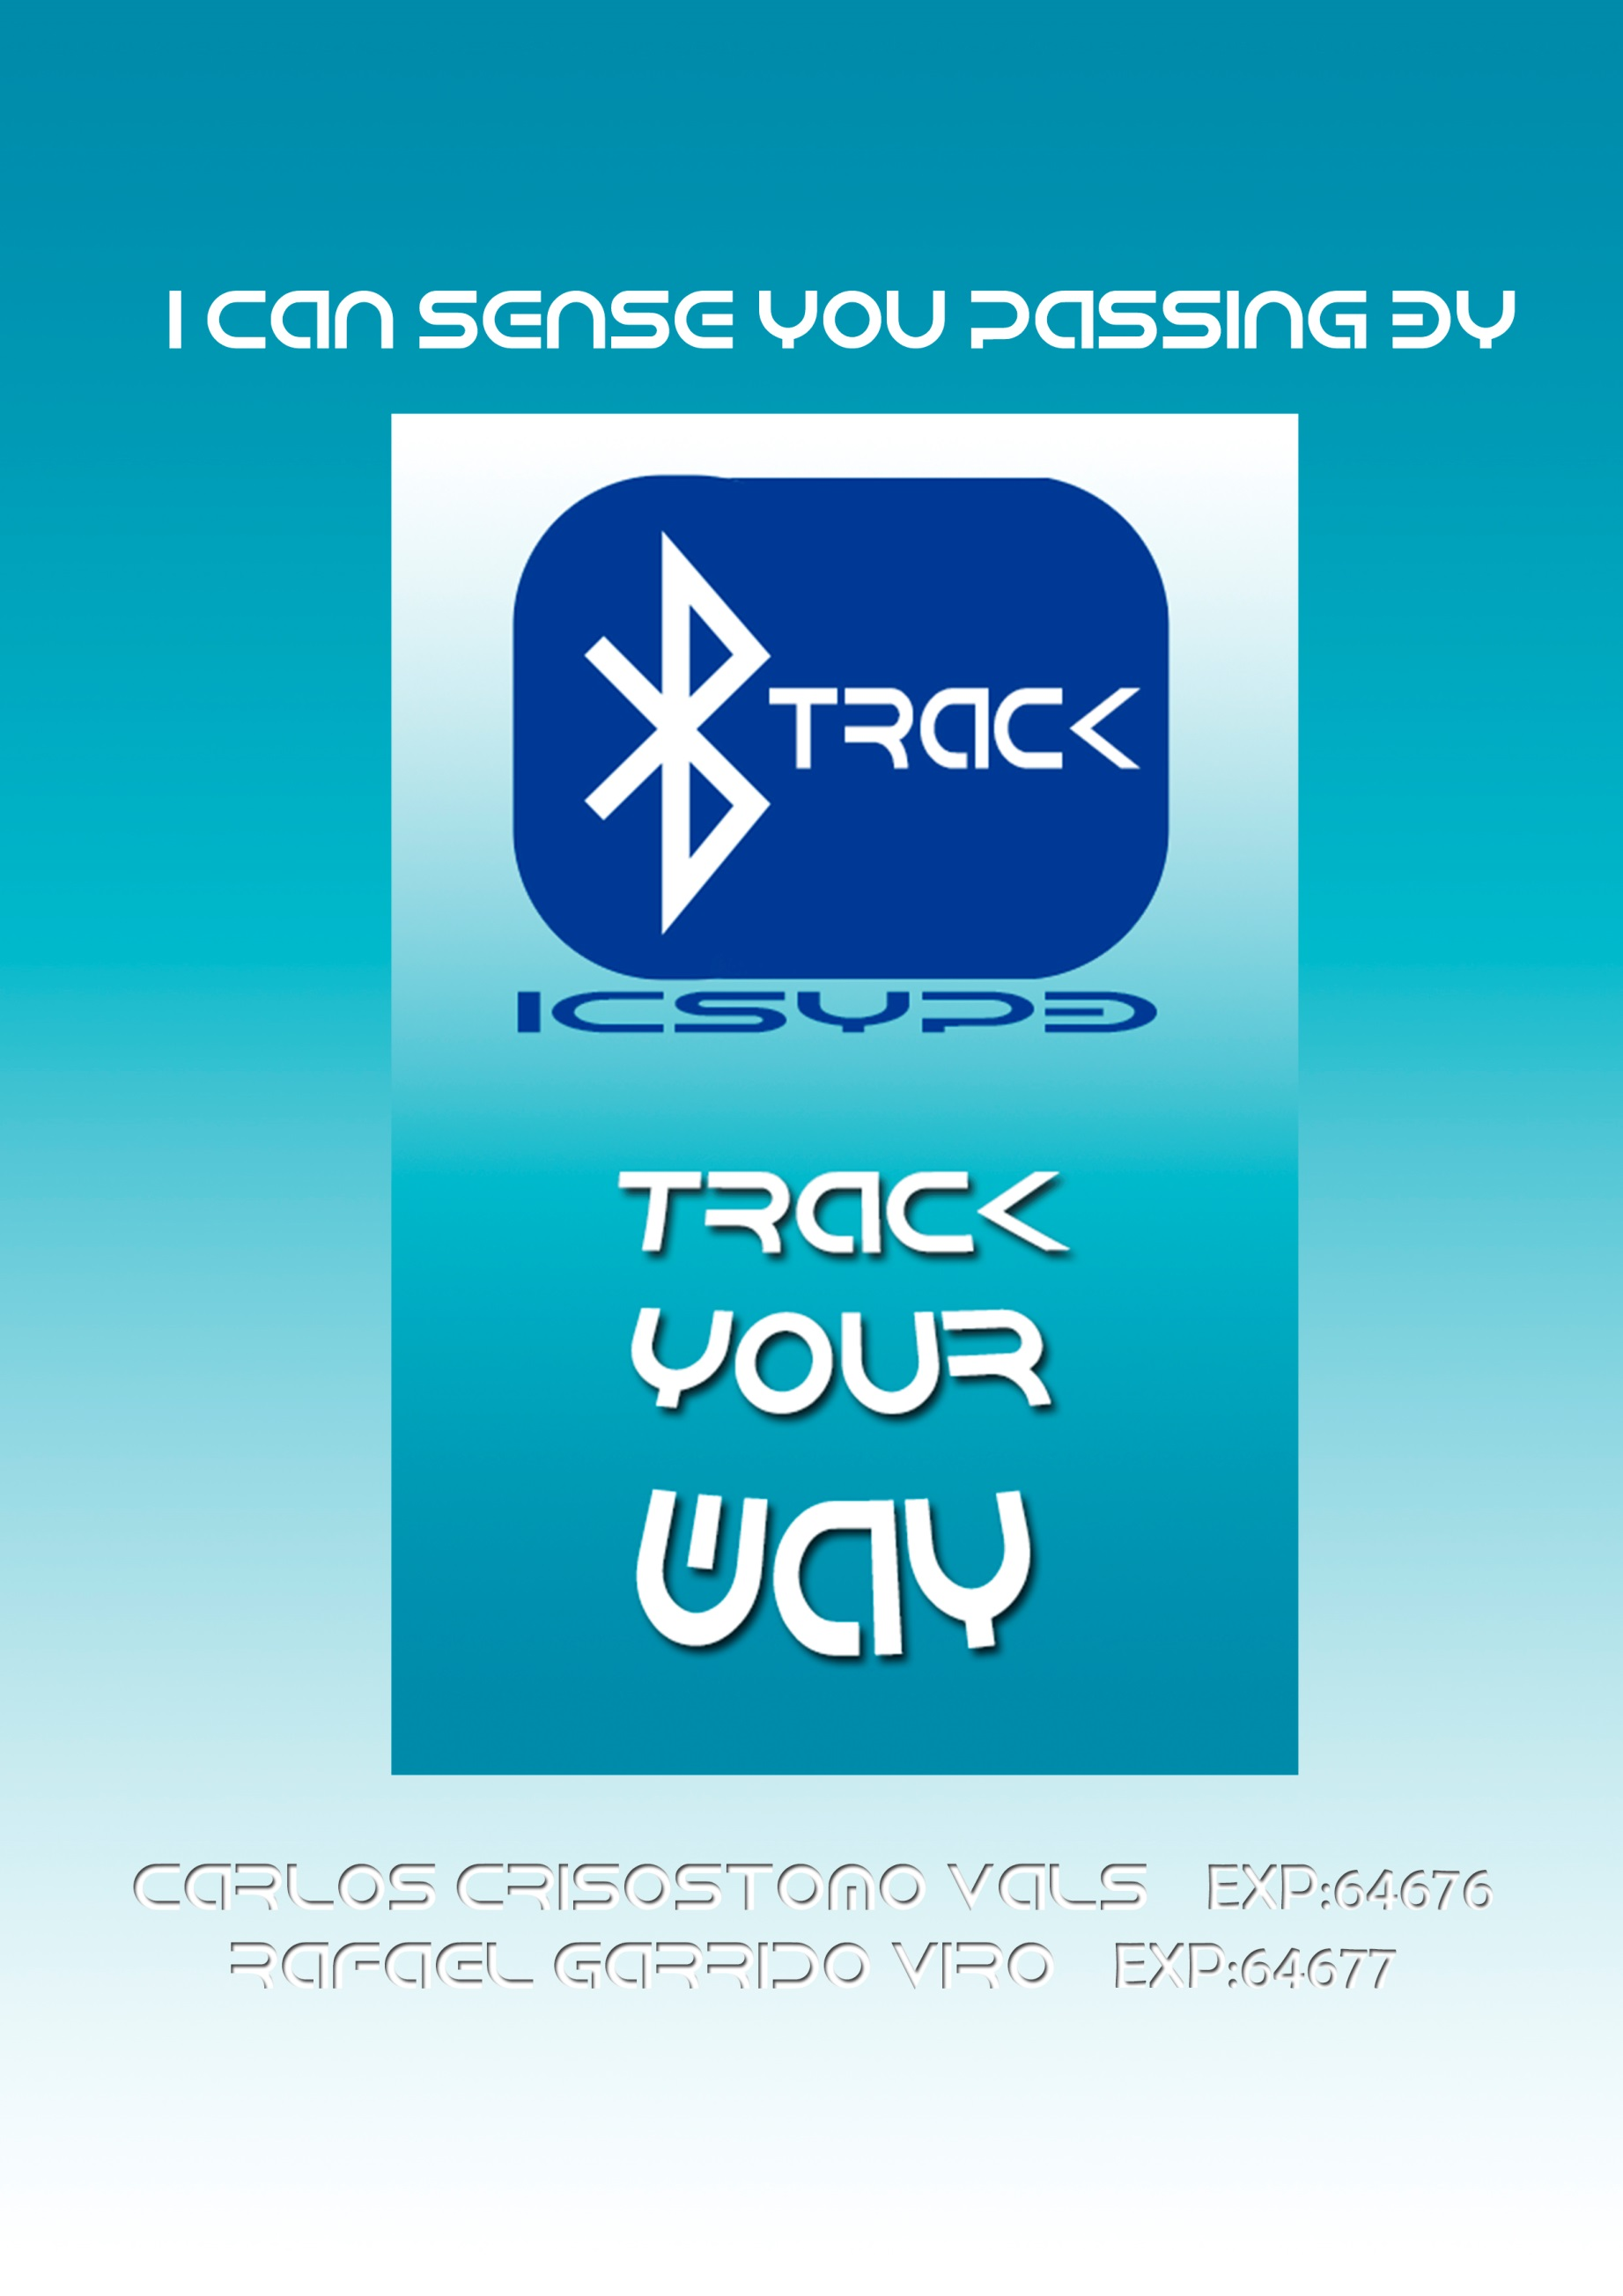 I CAN SENSE YOU PASSING BY
TRACK
ICSYPB
TRACK
YOUR
WAY
CARLOS CRISOSTOMO VALS EXP:64676
RAFAEL GARRIDO VIRO EXP:64677